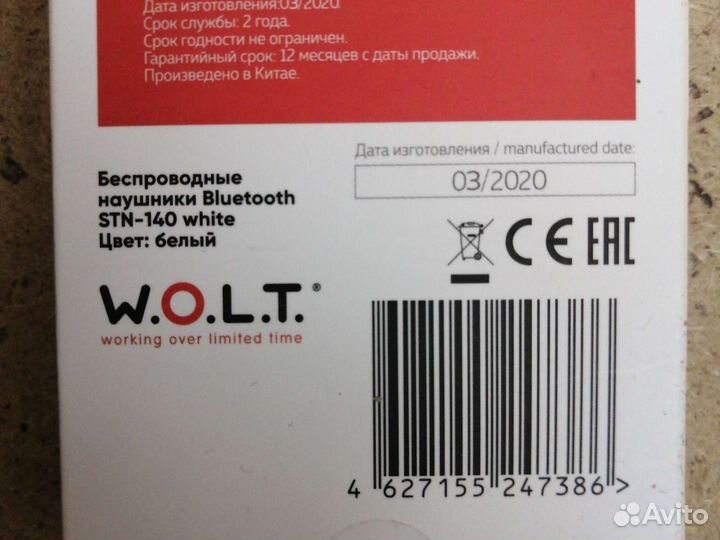 Дата изготовления:03/2020.
Срок службы: 2 года.
Срок годности не ограничен.
Гарантийный срок: 12 месяцев с даты продажи.
Произведено в Китае.
Дата изготовления / manufactured date:
03/2020
Беспроводные
наушники Bluetooth
STN-140 white
Цвет: белый
CE EAC
W.O.L.T.®
working over limited time
4 627155 247386>
Avito